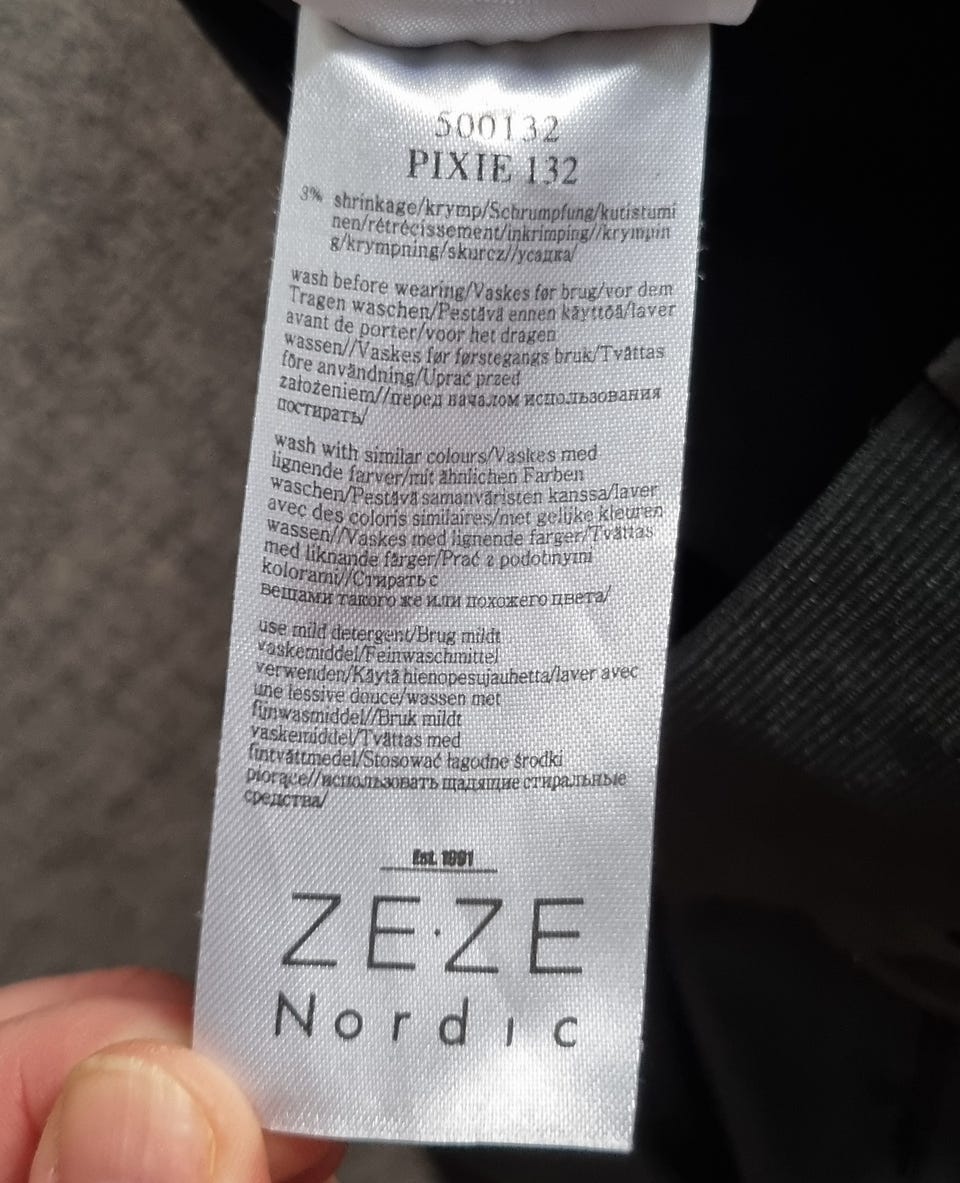 500132
PIXIE 132
3% shrinkage/krymp/Schrumpfung/kutistumi
nen/rétrécissement/inkrimping//krympin
g/krympning/skurcz//усадка/
wash before wearing/Vaskes før brug/vor dem
Tragen waschen/Pestävä ennen käyttöä/laver
avant de porter/voor het dragen
wassen//Vaskes før førstegangs bruk/Tvättas
före användning/Uprać przed
założeniem//перед началом использования
постирать/
wash with similar colours/Vaskes med
lignende farver/mit ähnlichen Farben
waschen/Pestävä samanväristen kanssa/laver
avec des coloris similaires/met gelijke kleuren
wassen//Vaskes med lignende farger/Tvättas
med liknande färger/Prać z podobnymi
kolorami//Стирать с
вещами такого же или похожего цвета/
use mild detergent/Brug mildt
vaskemiddel/Feinwaschmittel
verwenden/Käytä hienopesujauhetta/laver avec
une lessive douce/wassen met
fijnwasmiddel//Bruk mildt
vaskemiddel/Tvättas med
fintvättmedel/Stosować łagodne środki
piorące//использовать щадящие стиральные
средства/
Est. 1991
ZE·ZE
Nordic